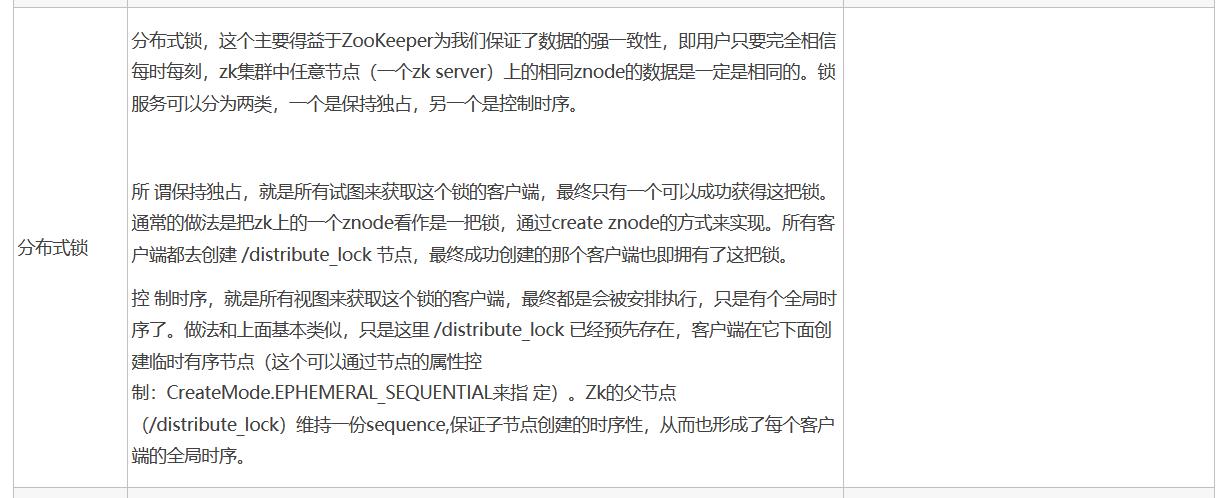 分布式锁，这个主要得益于ZooKeeper为我们保证了数据的强一致性，即用户只要完全相信
每时每刻，zk集群中任意节点（一个zk server）上的相同znode的数据是一定是相同的。锁
服务可以分为两类，一个是保持独占，另一个是控制时序。
所 谓保持独占，就是所有试图来获取这个锁的客户端，最终只有一个可以成功获得这把锁。
通常的做法是把zk上的一个znode看作是一把锁，通过create znode的方式来实现。所有客
分布式锁
户端都去创建 /distribute_lock 节点，最终成功创建的那个客户端也即拥有了这把锁。
控 制时序，就是所有视图来获取这个锁的客户端，最终都是会被安排执行，只是有个全局时
序了。做法和上面基本类似，只是这里 /distribute_lock 已经预先存在，客户端在它下面创
建临时有序节点（这个可以通过节点的属性控
制：CreateMode.EPHEMERAL_SEQUENTIAL来指 定）。Zk的父节点
（/distribute_lock）维持一份sequence,保证子节点创建的时序性，从而也形成了每个客户
端的全局时序。